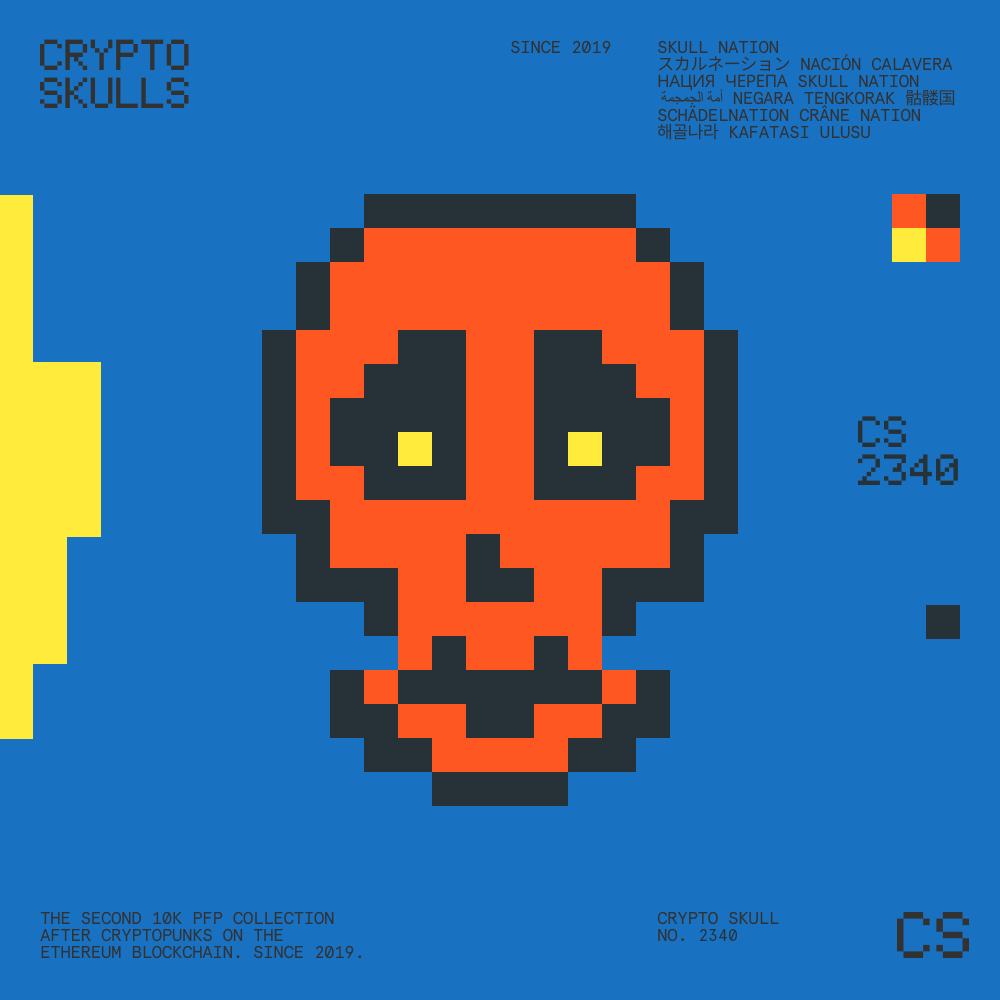 CRYPTO
SKULLS
SINCE 2019
SKULL NATION
スカルネーション NACIÓN CALAVERA
НАЦИЯ ЧЕРЕПА SKULL NATION
أمة الجمجمة NEGARA TENGKORAK 骷髅国
SCHÄDELNATION CRÂNE NATION
해골나라 KAFATASI ULUSU
CS
2340
THE SECOND 10K PFP COLLECTION
AFTER CRYPTOPUNKS ON THE
ETHEREUM BLOCKCHAIN. SINCE 2019.
CRYPTO SKULL
NO. 2340
CS